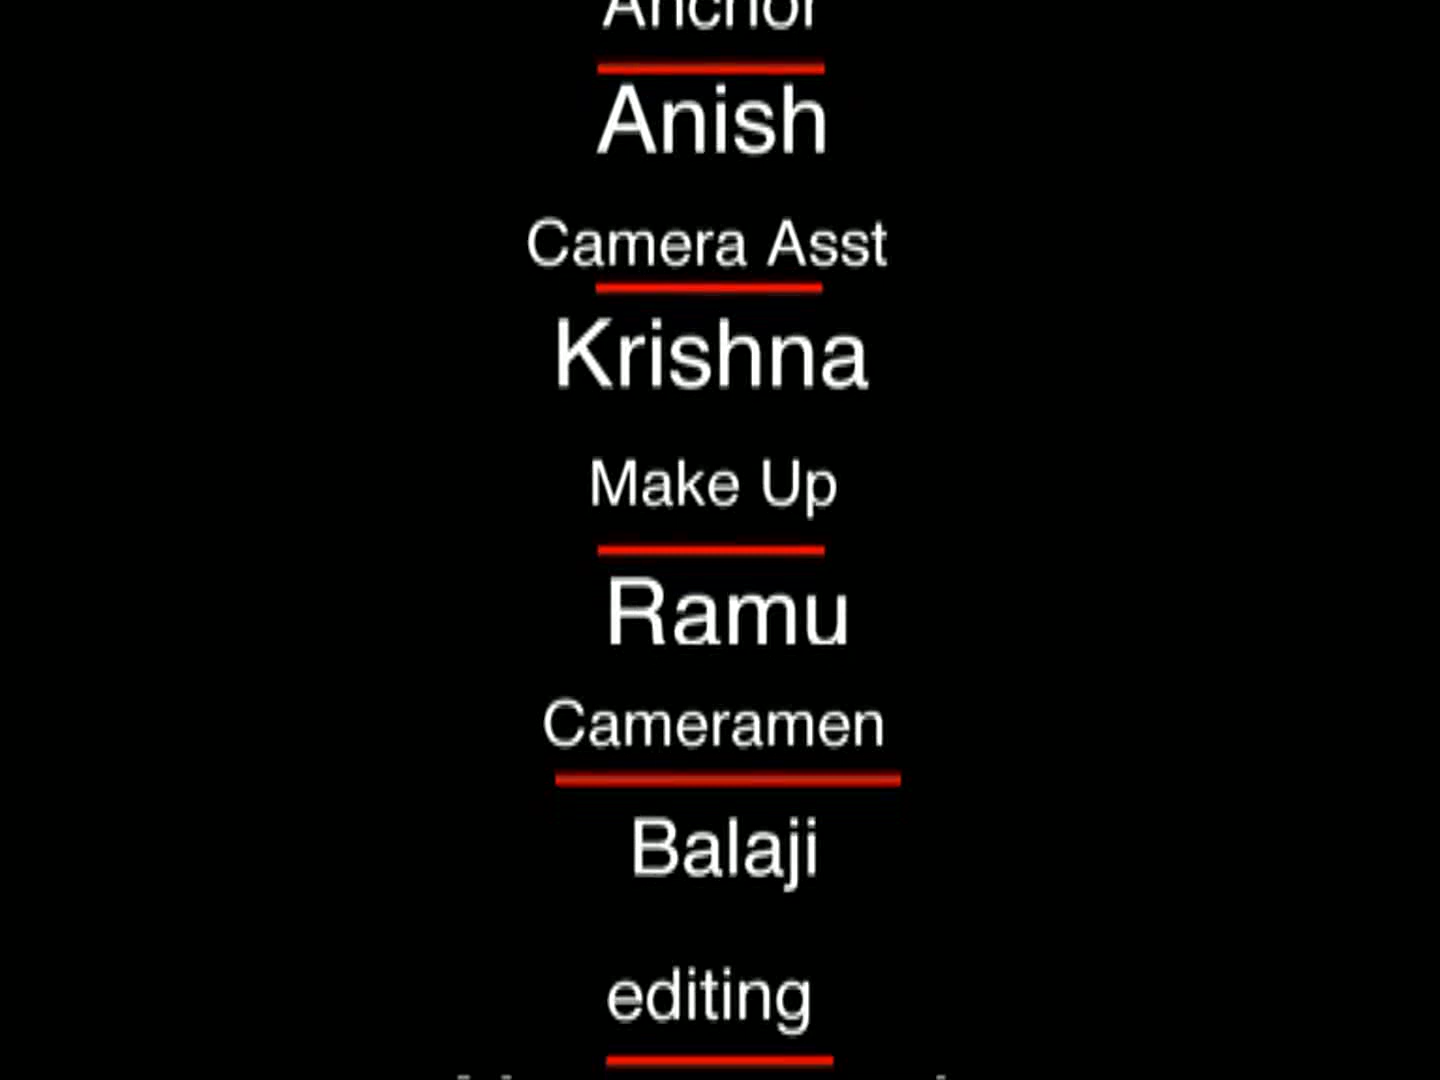 Anchor
Anish
Camera Asst
Krishna
Make Up
Ramu
Cameramen
Balaji
editing